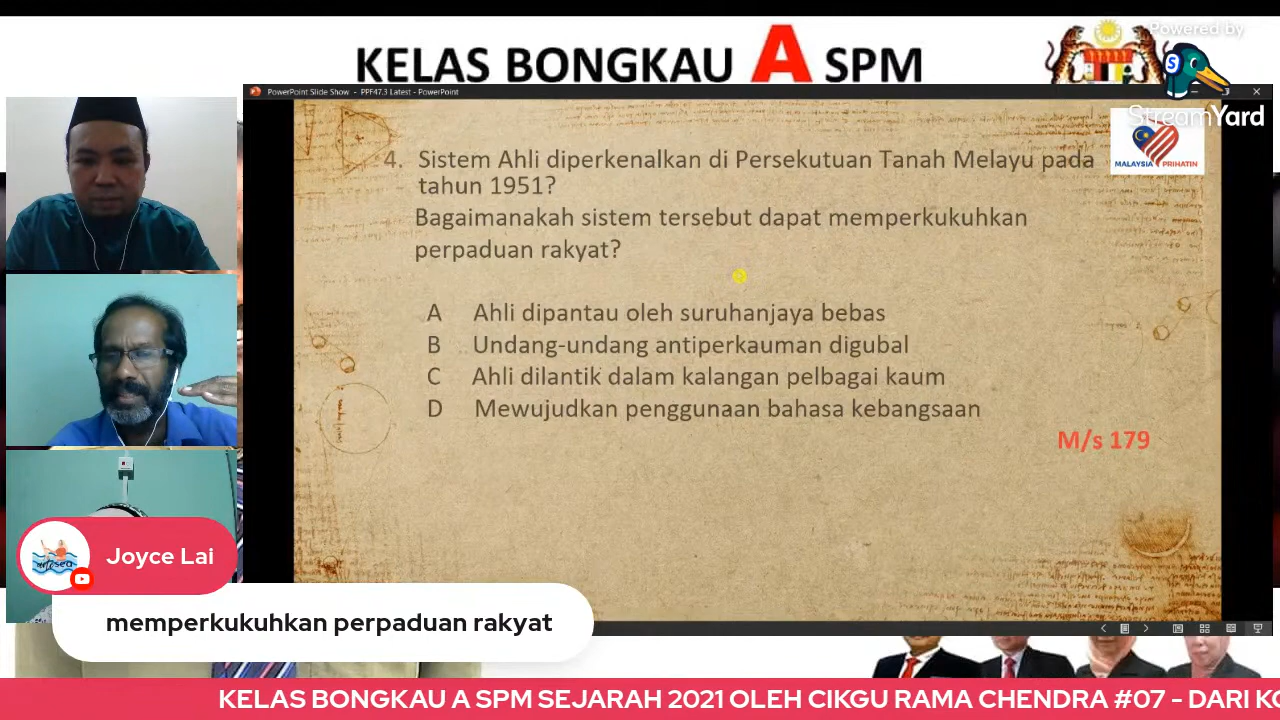 KELAS BONGKAU A SPM
Powered by
StreamYard
PowerPoint Slide Show - PPF47.3 Latest - PowerPoint
MALAYSIA PRIHATIN
4. Sistem Ahli diperkenalkan di Persekutuan Tanah Melayu pada
tahun 1951?
Bagaimanakah sistem tersebut dapat memperkukuhkan
perpaduan rakyat?
A Ahli dipantau oleh suruhanjaya bebas
B Undang-undang antiperkauman digubal
C Ahli dilantik dalam kalangan pelbagai kaum
D Mewujudkan penggunaan bahasa kebangsaan
M/s 179
Joyce Lai
memperkukuhkan perpaduan rakyat
KELAS BONGKAU A SPM SEJARAH 2021 OLEH CIKGU RAMA CHENDRA #07 - DARI KO